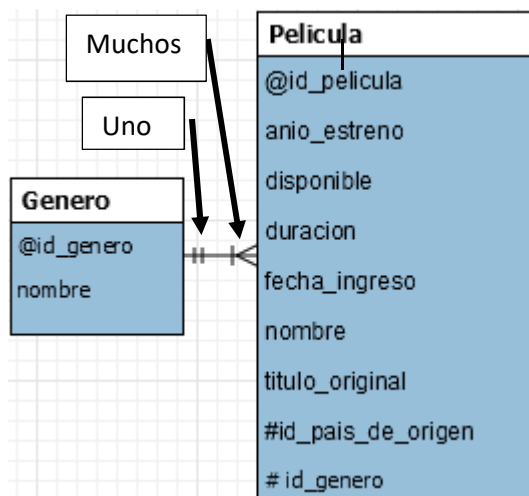 Muchos
Uno
Genero
@id_genero
nombre
Pelicula
@id_pelicula
anio_estreno
disponible
duracion
fecha_ingreso
nombre
titulo_original
#id_pais_de_origen
# id_genero